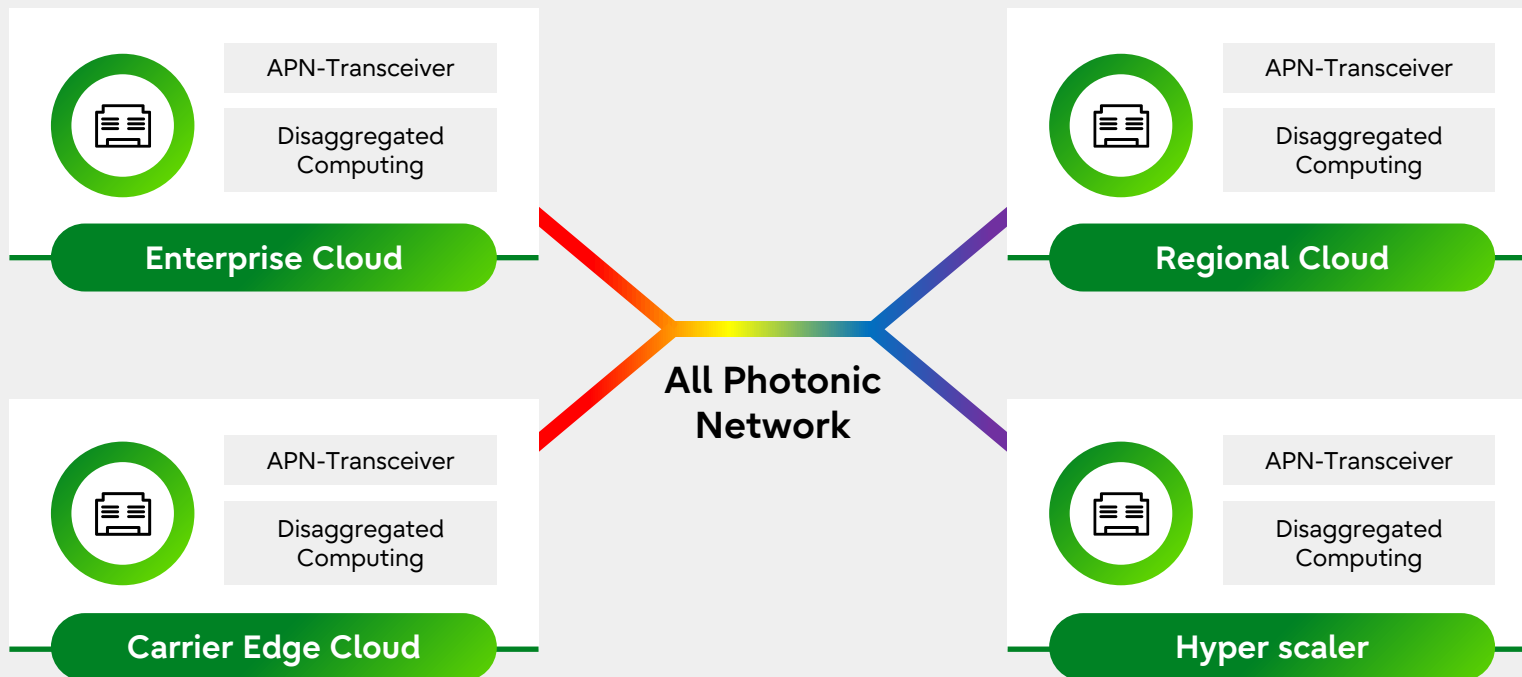 APN-Transceiver
Disaggregated
Computing
Enterprise Cloud
APN-Transceiver
Disaggregated
Computing
Regional Cloud
All Photonic
Network
APN-Transceiver
Disaggregated
Computing
Carrier Edge Cloud
APN-Transceiver
Disaggregated
Computing
Hyper scaler